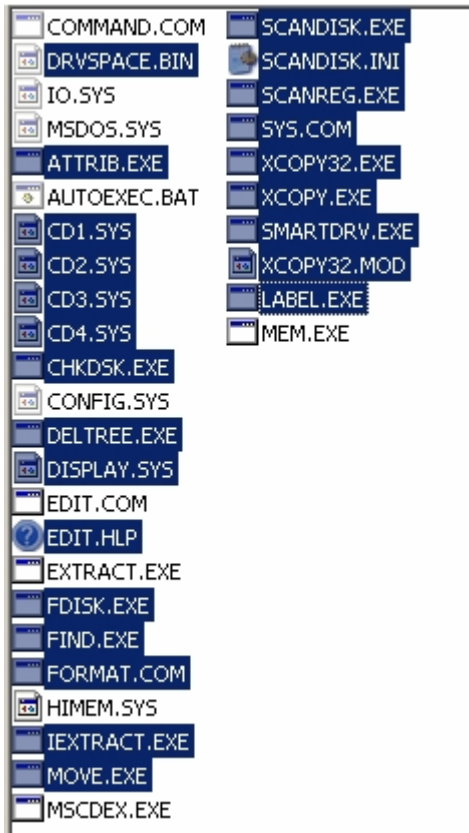 COMMAND.COM
DRVSPACE.BIN
IO.SYS
MSDOS.SYS
ATTRIB.EXE
AUTOEXEC.BAT
CD1.SYS
CD2.SYS
CD3.SYS
CD4.SYS
CHKDSK.EXE
CONFIG.SYS
DELTREE.EXE
DISPLAY.SYS
EDIT.COM
EDIT.HLP
EXTRACT.EXE
FDISK.EXE
FIND.EXE
FORMAT.COM
HIMEM.SYS
IEXTRACT.EXE
MOVE.EXE
MSCDEX.EXE
SCANDISK.EXE
SCANDISK.INI
SCANREG.EXE
SYS.COM
XCOPY32.EXE
XCOPY.EXE
SMARTDRV.EXE
XCOPY32.MOD
LABEL.EXE
MEM.EXE